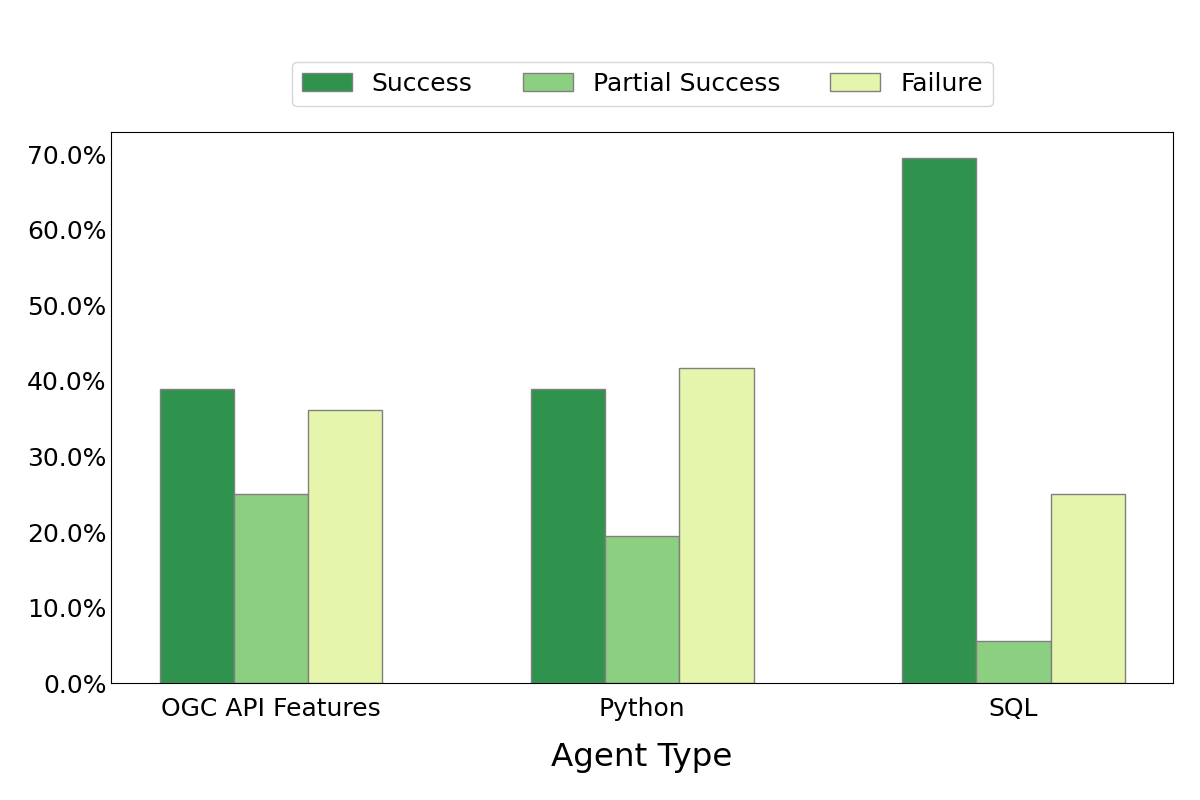 Success Partial Success Failure
70.0%
60.0%
50.0%
40.0%
30.0%
20.0%
10.0%
0.0%
OGC API Features Python SQL
Agent Type